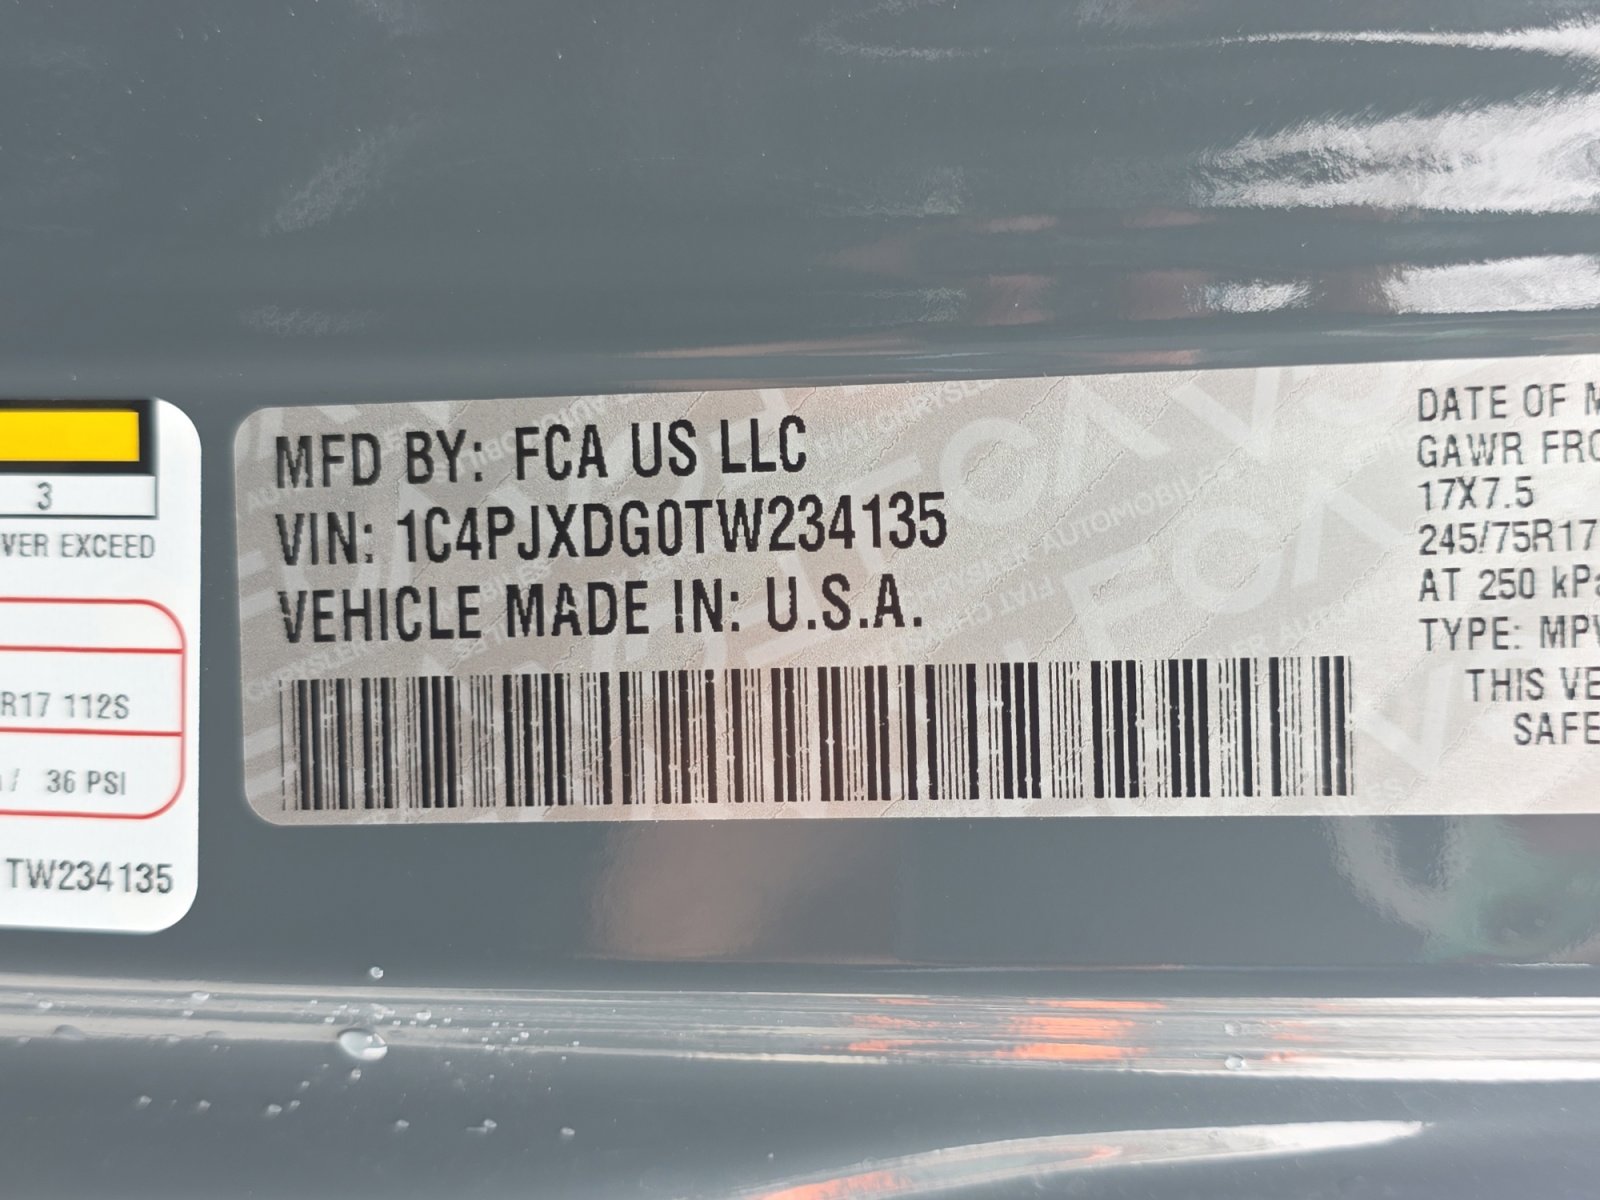 3
VER EXCEED
R17 112S
/ 36 PSI
TW234135
MFD BY: FCA US LLC
VIN: 1C4PJXDG0TW234135
VEHICLE MADE IN: U.S.A.
DATE OF M
GAWR FRO
17X7.5
245/75R17
AT 250 kPa
TYPE: MPV
THIS VE
SAFE